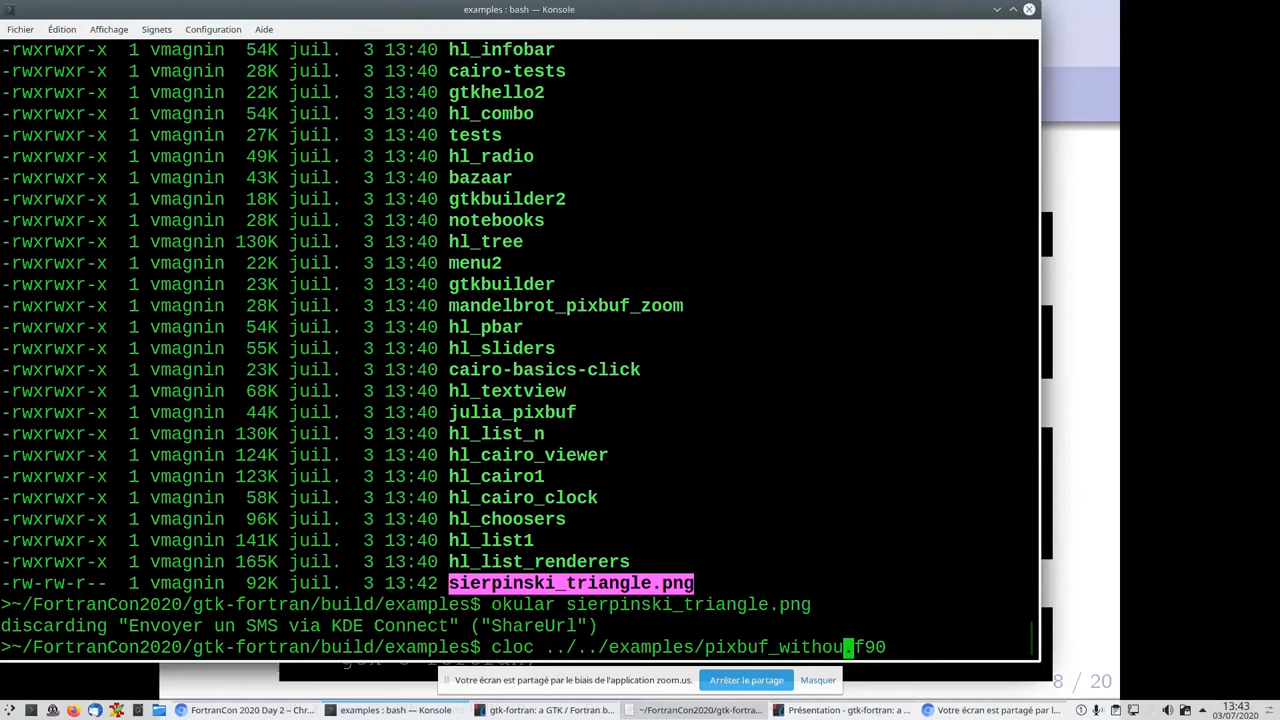 examples : bash — Konsole
Fichier Édition Affichage Signets Configuration Aide
-rwxrwxr-x 1 vmagnin 54K juil. 3 13:40 hl_infobar
-rwxrwxr-x 1 vmagnin 28K juil. 3 13:40 cairo-tests
-rwxrwxr-x 1 vmagnin 22K juil. 3 13:40 gtkhello2
-rwxrwxr-x 1 vmagnin 54K juil. 3 13:40 hl_combo
-rwxrwxr-x 1 vmagnin 27K juil. 3 13:40 tests
-rwxrwxr-x 1 vmagnin 49K juil. 3 13:40 hl_radio
-rwxrwxr-x 1 vmagnin 43K juil. 3 13:40 bazaar
-rwxrwxr-x 1 vmagnin 18K juil. 3 13:40 gtkbuilder2
-rwxrwxr-x 1 vmagnin 28K juil. 3 13:40 notebooks
-rwxrwxr-x 1 vmagnin 130K juil. 3 13:40 hl_tree
-rwxrwxr-x 1 vmagnin 22K juil. 3 13:40 menu2
-rwxrwxr-x 1 vmagnin 23K juil. 3 13:40 gtkbuilder
-rwxrwxr-x 1 vmagnin 28K juil. 3 13:40 mandelbrot_pixbuf_zoom
-rwxrwxr-x 1 vmagnin 54K juil. 3 13:40 hl_pbar
-rwxrwxr-x 1 vmagnin 55K juil. 3 13:40 hl_sliders
-rwxrwxr-x 1 vmagnin 23K juil. 3 13:40 cairo-basics-click
-rwxrwxr-x 1 vmagnin 68K juil. 3 13:40 hl_textview
-rwxrwxr-x 1 vmagnin 44K juil. 3 13:40 julia_pixbuf
-rwxrwxr-x 1 vmagnin 130K juil. 3 13:40 hl_list_n
-rwxrwxr-x 1 vmagnin 124K juil. 3 13:40 hl_cairo_viewer
-rwxrwxr-x 1 vmagnin 123K juil. 3 13:40 hl_cairo1
-rwxrwxr-x 1 vmagnin 58K juil. 3 13:40 hl_cairo_clock
-rwxrwxr-x 1 vmagnin 96K juil. 3 13:40 hl_choosers
-rwxrwxr-x 1 vmagnin 141K juil. 3 13:40 hl_list1
-rwxrwxr-x 1 vmagnin 165K juil. 3 13:40 hl_list_renderers
-rw-rw-r-- 1 vmagnin 92K juil. 3 13:42 sierpinski_triangle.png
>~/FortranCon2020/gtk-fortran/build/examples$ okular sierpinski_triangle.png
discarding "Envoyer un SMS via KDE Connect" ("ShareUrl")
>~/FortranCon2020/gtk-fortran/build/examples$ cloc ../../examples/pixbuf_withou.f90
Votre écran est partagé par le biais de l'application zoom.us. Arrêter le partage Masquer
8 / 20
FortranCon 2020 Day 2 – Chr... examples : bash — Konsole gtk-fortran: a GTK / Fortran b... ~/FortranCon2020/gtk-fortra... Présentation - gtk-fortran: a ... Votre écran est partagé par l...
13:43
03/07/2020